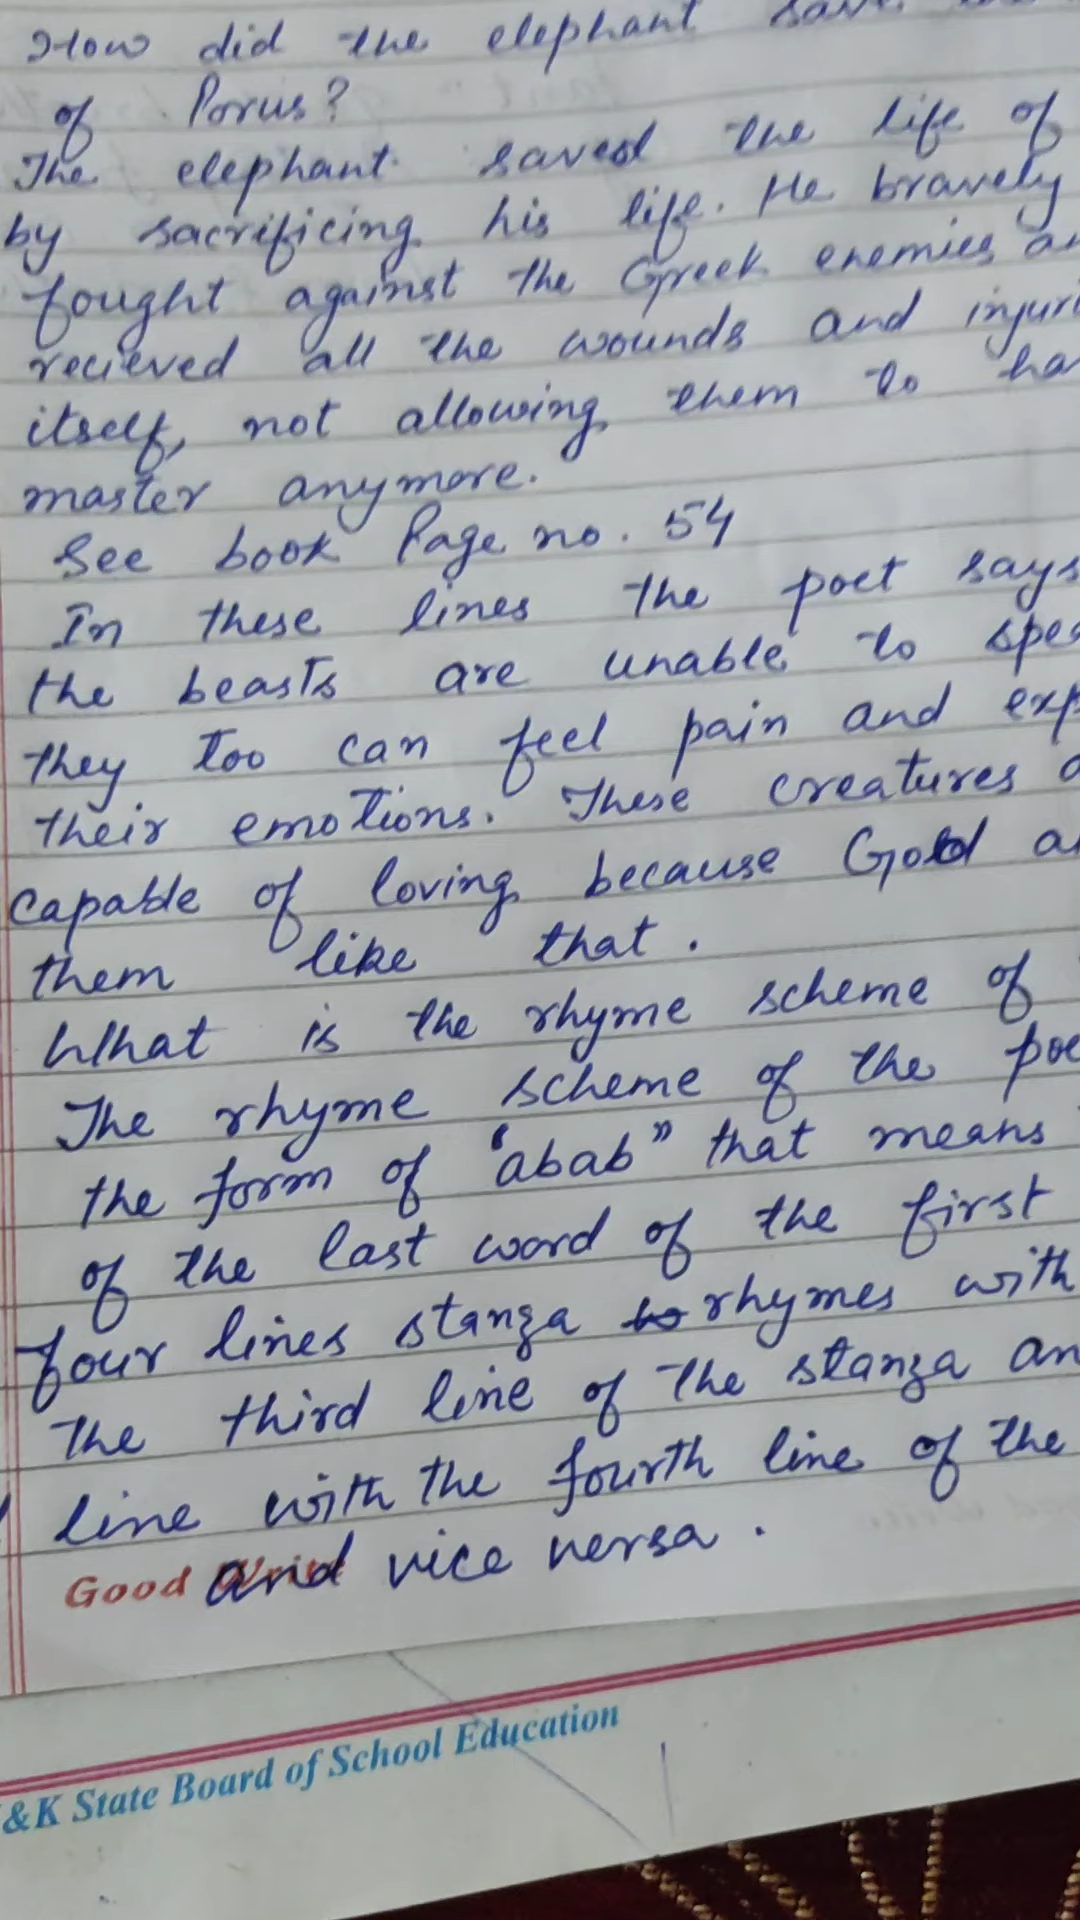 How did the elephant
of Porus?
The elephant saved the life of
by sacrificing his life. He bravely
fought against the Greek enemies
recieved all the wounds and
itself, not allowing them to
master anymore.
See book Page no. 54
In these lines the poet says
the beasts are unable to
they too can feel pain and
their emotions. These creatures
capable of loving because God
them like that.
What is the rhyme scheme of
The rhyme scheme of the
the form of "abab" that means
of the last word of the first
four lines stanza rhymes with
the third line of the stanza
line with the fourth line of the
Good and vice versa.
&K State Board of School Education